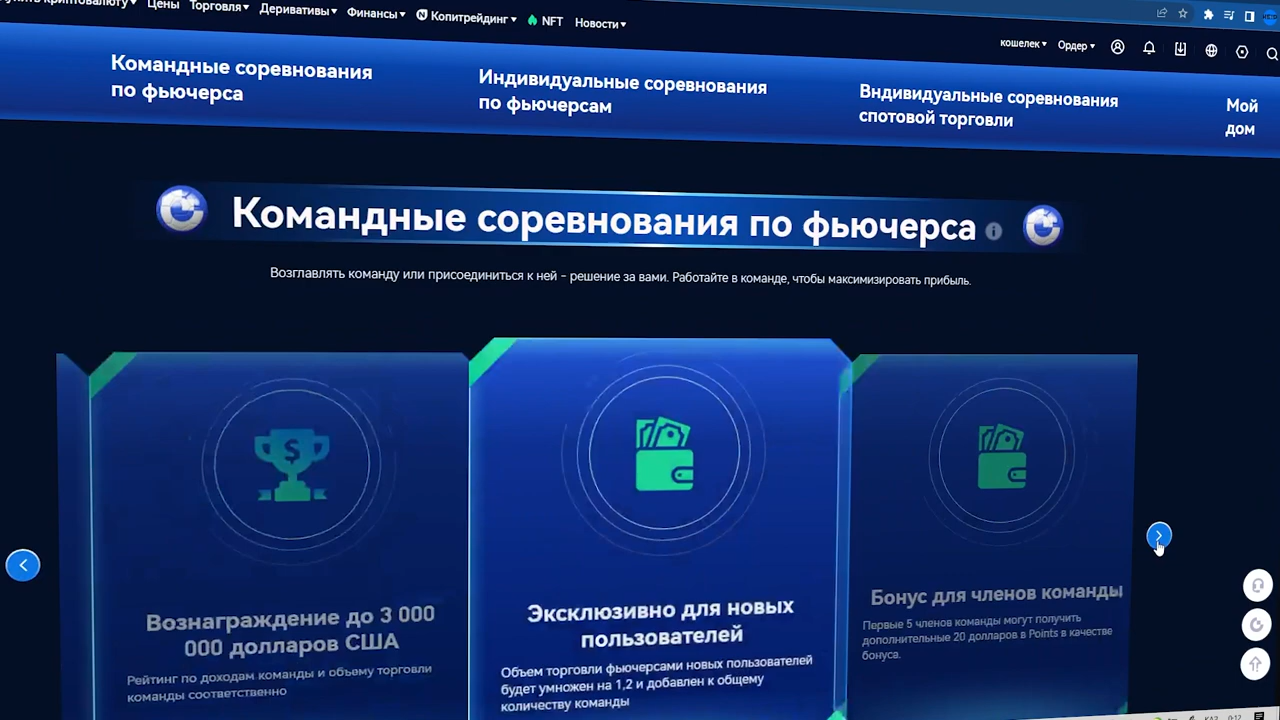 криптовалюту Цены Торговля Деривативы Финансы Копитрейдинг NFT Новости
кошелек Ордер
Командные соревнования
по фьючерса
Индивидуальные соревнования
по фьючерсам
Вндивидуальные соревнования
спотовой торговли
Мой
дом
Командные соревнования по фьючерса
Возглавлять команду или присоединиться к ней - решение за вами. Работайте в команде, чтобы максимизировать прибыль.
Вознаграждение до 3 000
000 долларов США
Рейтинг по доходам команды и объему торговли
команды соответственно
Эксклюзивно для новых
пользователей
Объем торговли фьючерсами новых пользователей
будет умножен на 1,2 и добавлен к общему
количеству команды
Бонус для членов команды
Первые 5 членов команды могут получить
дополнительные 20 долларов в Points в качестве
бонуса.